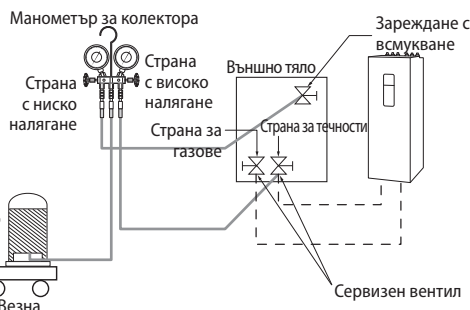 Манометър за колектора
Зареждане с
всмукване
Страна
с ниско
налягане
Страна
с високо
налягане
Външно тяло
Страна за
газове
Страна за течности
Сервизен вентил
Везна